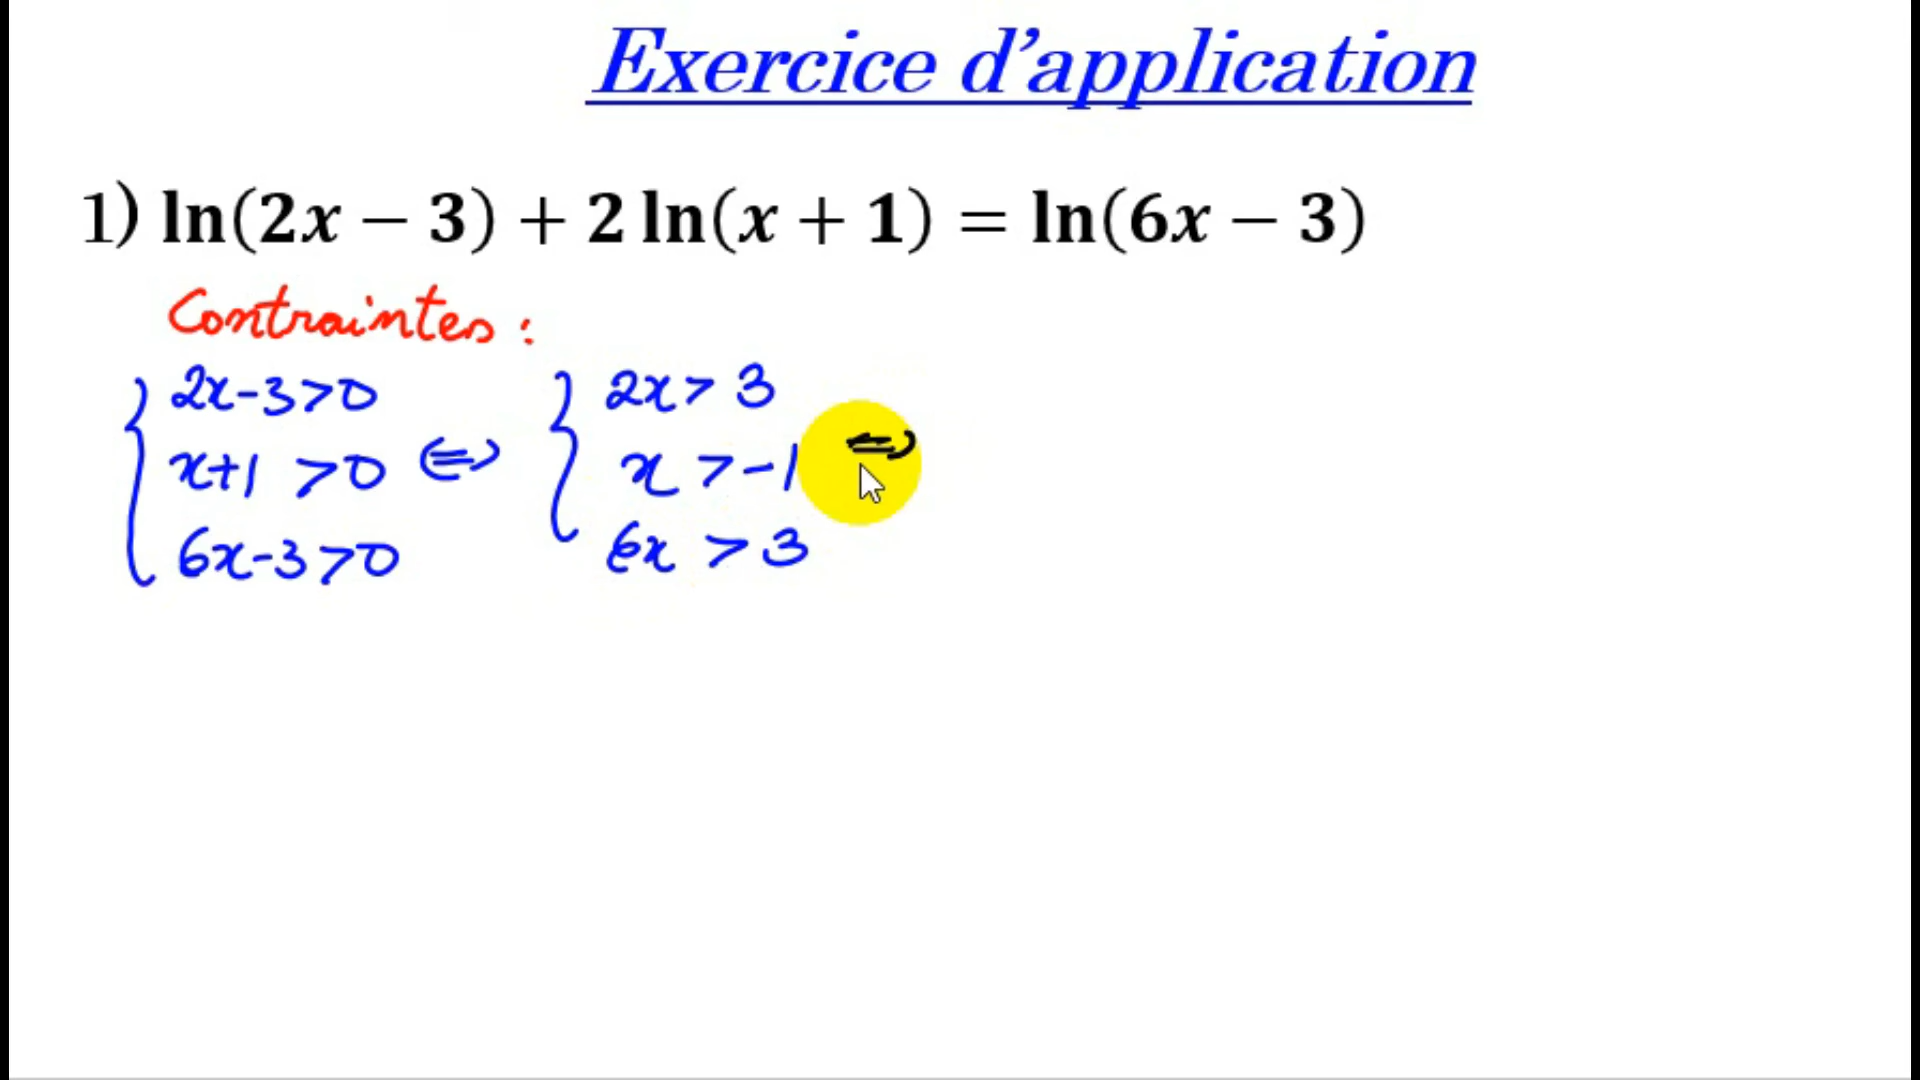 Exercice d'application
1) ln(2x − 3) + 2 ln(x + 1) = ln(6x − 3)
Contraintes :
{ 2x-3>0 { 2x > 3
x+1 >0 ⇔ x > -1 ⇔
6x-3>0 6x > 3